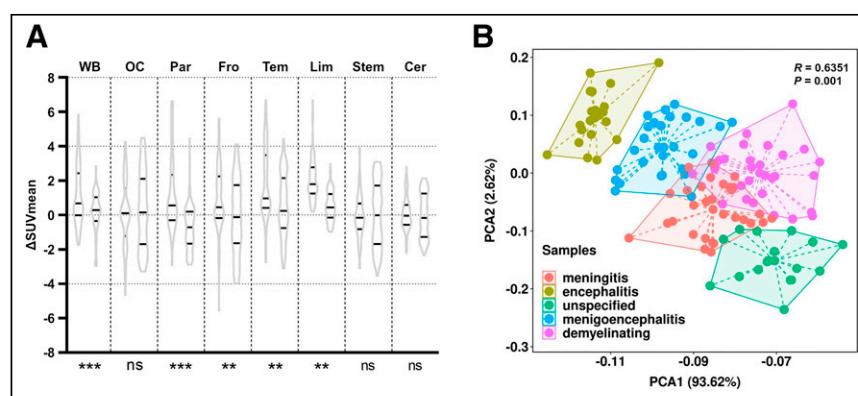 A
WB OC Par Fro Tem Lim Stem Cer
ΔSUVmean
8
6
4
2
0
-2
-4
-6
-8
*** ns *** ** ** ** ns ns
B
R = 0.6351
P = 0.001
PCA2 (2.62%)
0.2
0.1
0.0
-0.1
-0.2
-0.3
Samples
meningitis
encephalitis
unspecified
menigoencephalitis
demyelinating
-0.11 -0.09 -0.07
PCA1 (93.62%)